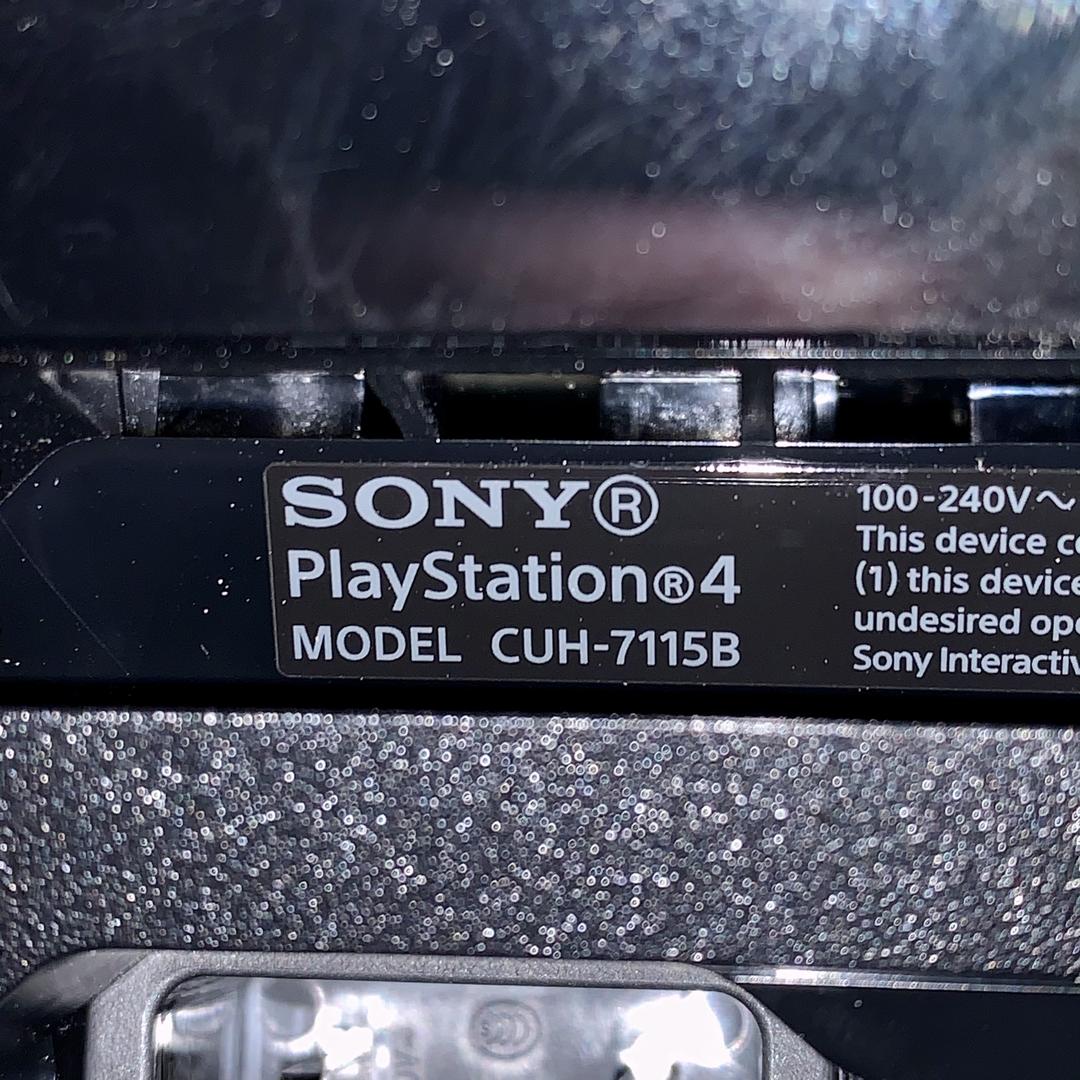 SONY®
PlayStation®4
MODEL CUH-7115B
100-240V~
This device
(1) this device
undesired
Sony